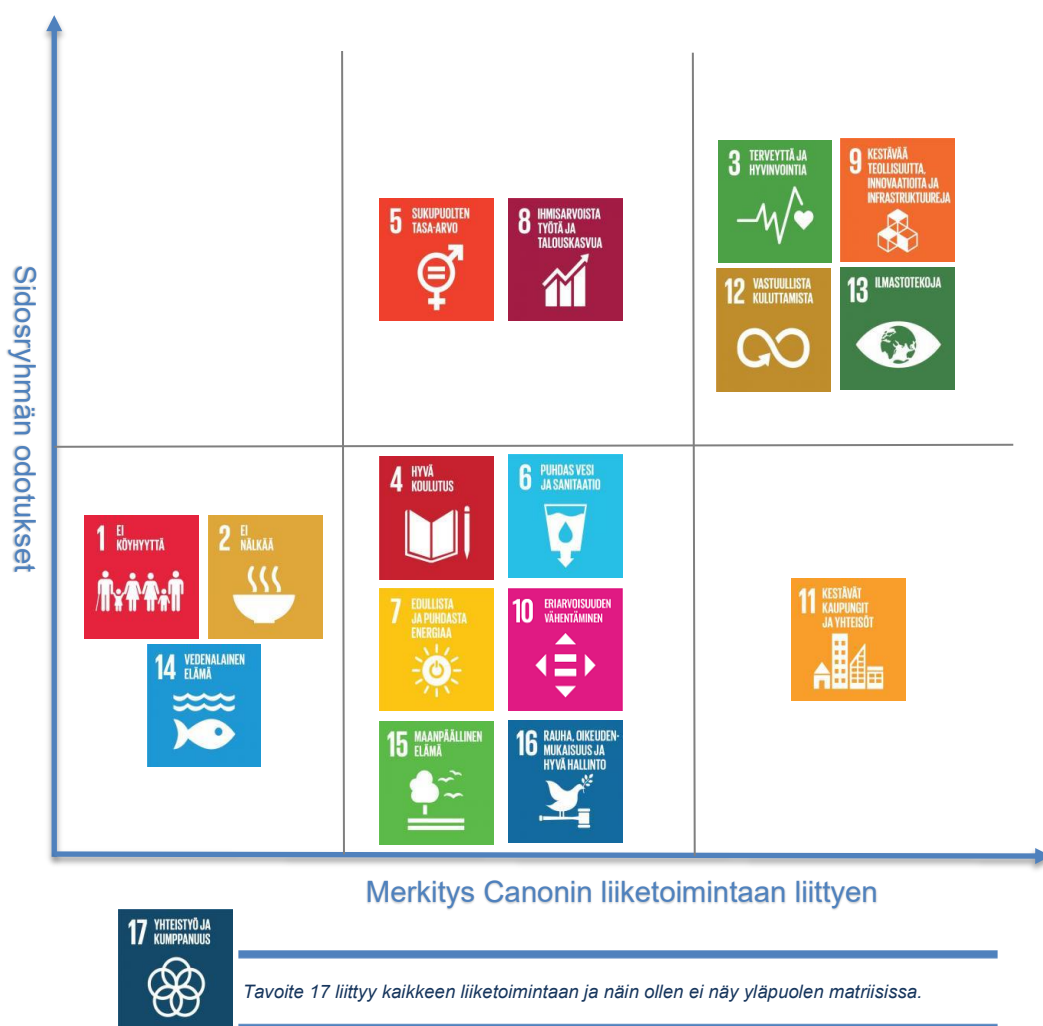 Sidosryhmän odotukset
5 SUKUPUOLTEN
TASA-ARVO
8 IHMISARVOISTA
TYÖTÄ JA
TALOUSKASVUA
3 TERVEYTTÄ JA
HYVINVOINTIA
9 KESTÄVÄÄ
TEOLLISUUTTA,
INNOVAATIOITA JA
INFRASTRUKTUUREJA
12 VASTUULLISTA
KULUTTAMISTA
13 ILMASTOTEKOJA
1 EI
KÖYHYYTTÄ
2 EI
NÄLKÄÄ
14 VEDENALAINEN
ELÄMÄ
4 HYVÄ
KOULUTUS
6 PUHDAS VESI
JA SANITAATIO
7 EDULLISTA
JA PUHDASTA
ENERGIAA
10 ERIARVOISUUDEN
VÄHENTÄMINEN
15 MAANPÄÄLLINEN
ELÄMÄ
16 RAUHA, OIKEUDEN-
MUKAISUUS JA
HYVÄ HALLINTO
11 KESTÄVÄT
KAUPUNGIT
JA YHTEISÖT
Merkitys Canonin liiketoimintaan liittyen
17 YHTEISTYÖ JA
KUMPPANUUS
Tavoite 17 liittyy kaikkeen liiketoimintaan ja näin ollen ei näy yläpuolen matriisissa.